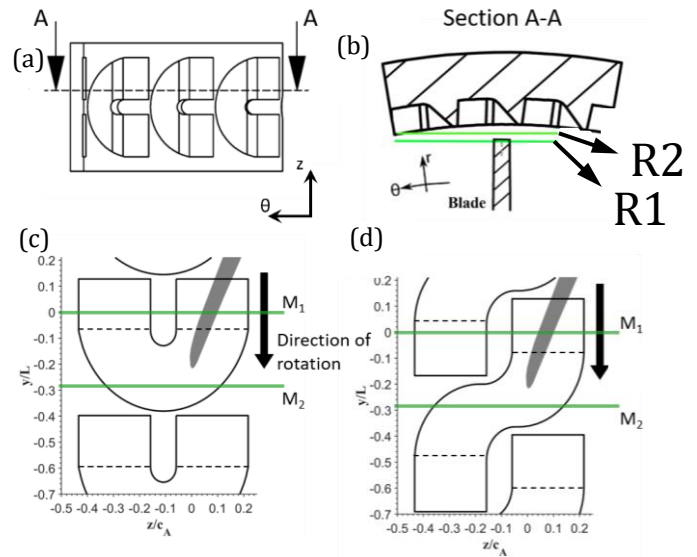 A A
(a)
θ
z
Section A-A
(b)
r
θ
Blade
R2
R1
(c)
0.2
0.1
0
-0.1
-0.2
-0.3
-0.4
-0.5
-0.6
-0.7
y/L
-0.5 -0.4 -0.3 -0.2 -0.1 0 0.1 0.2
z/cA
M1
Direction of
rotation
M2
(d)
0.2
0.1
0
-0.1
-0.2
-0.3
-0.4
-0.5
-0.6
-0.7
y/L
-0.5 -0.4 -0.3 -0.2 -0.1 0 0.1 0.2
z/cA
M1
M2